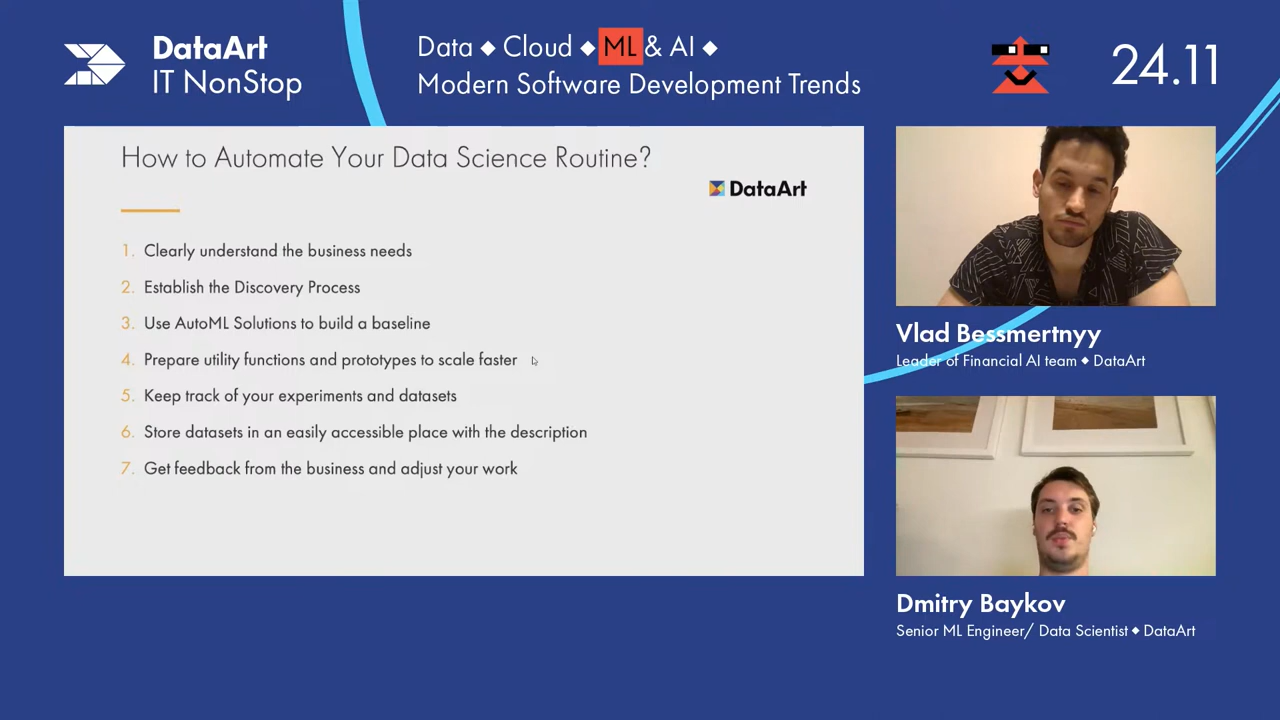 DataArt
IT NonStop
Data ◆ Cloud ◆ ML & AI ◆
Modern Software Development Trends
24.11
How to Automate Your Data Science Routine?
DataArt
1. Clearly understand the business needs
2. Establish the Discovery Process
3. Use AutoML Solutions to build a baseline
4. Prepare utility functions and prototypes to scale faster
5. Keep track of your experiments and datasets
6. Store datasets in an easily accessible place with the description
7. Get feedback from the business and adjust your work
Vlad Bessmertnyy
Leader of Financial AI team ◆ DataArt
Dmitry Baykov
Senior ML Engineer/ Data Scientist ◆ DataArt